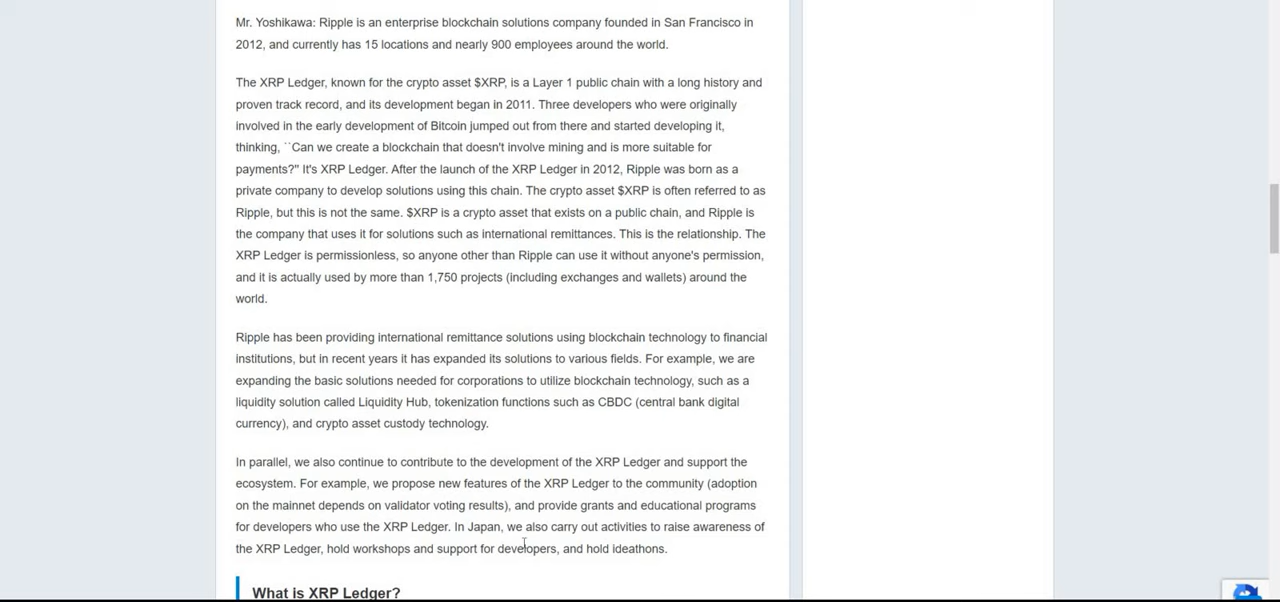 Mr. Yoshikawa: Ripple is an enterprise blockchain solutions company founded in San Francisco in
2012, and currently has 15 locations and nearly 900 employees around the world.
The XRP Ledger, known for the crypto asset $XRP, is a Layer 1 public chain with a long history and
proven track record, and its development began in 2011. Three developers who were originally
involved in the early development of Bitcoin jumped out from there and started developing it,
thinking, ``Can we create a blockchain that doesn't involve mining and is more suitable for
payments?'' It's XRP Ledger. After the launch of the XRP Ledger in 2012, Ripple was born as a
private company to develop solutions using this chain. The crypto asset $XRP is often referred to as
Ripple, but this is not the same. $XRP is a crypto asset that exists on a public chain, and Ripple is
the company that uses it for solutions such as international remittances. This is the relationship. The
XRP Ledger is permissionless, so anyone other than Ripple can use it without anyone's permission,
and it is actually used by more than 1,750 projects (including exchanges and wallets) around the
world.
Ripple has been providing international remittance solutions using blockchain technology to financial
institutions, but in recent years it has expanded its solutions to various fields. For example, we are
expanding the basic solutions needed for corporations to utilize blockchain technology, such as a
liquidity solution called Liquidity Hub, tokenization functions such as CBDC (central bank digital
currency), and crypto asset custody technology.
In parallel, we also continue to contribute to the development of the XRP Ledger and support the
ecosystem. For example, we propose new features of the XRP Ledger to the community (adoption
on the mainnet depends on validator voting results), and provide grants and educational programs
for developers who use the XRP Ledger. In Japan, we also carry out activities to raise awareness of
the XRP Ledger, hold workshops and support for developers, and hold ideathons.
What is XRP Ledger?